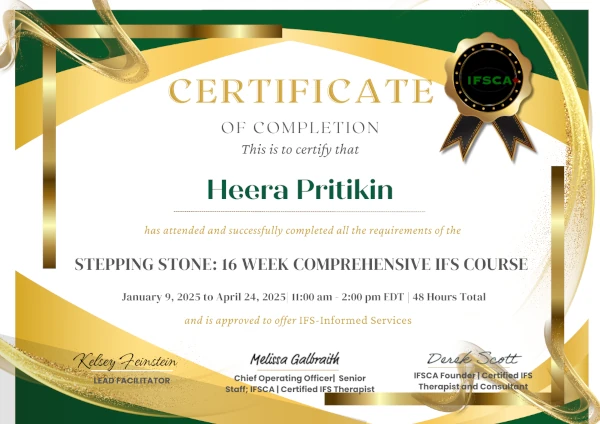 CERTIFICATE
IFSCA
OF COMPLETION
This is to certify that
Heera Pritikin
has attended and successfully completed all the requirements of the
STEPPING STONE: 16 WEEK COMPREHENSIVE IFS COURSE
January 9, 2025 to April 24, 2025| 11:00 am - 2:00 pm EDT | 48 Hours Total
and is approved to offer IFS-Informed Services
Kelsey Feinstein
LEAD FACILITATOR
Melissa Galbraith
Chief Operating Officer| Senior
Staff; IFSCA | Certified IFS Therapist
Derek Scott
IFSCA Founder | Certified IFS
Therapist and Consultant